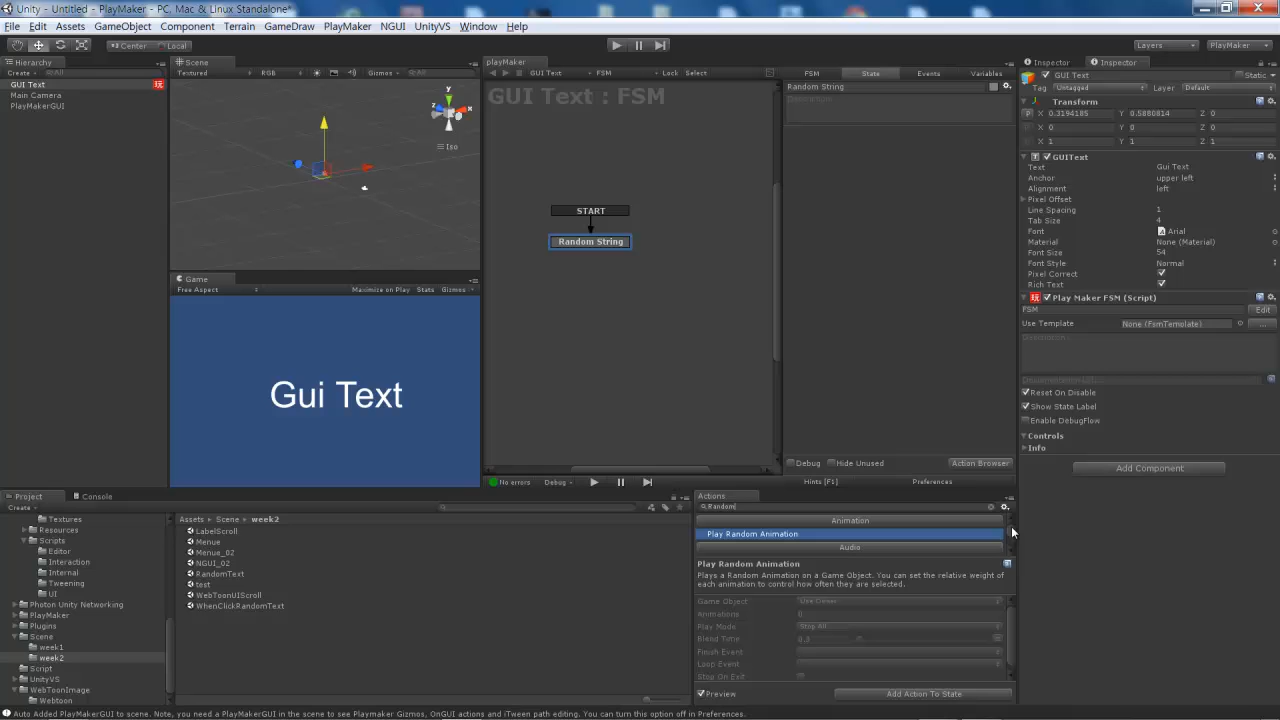 Unity - Untitled - PlayMaker - PC, Mac & Linux Standalone*
File Edit Assets GameObject Component Terrain GameDraw PlayMaker NGUI UnityVS Window Help
Center Local
Layers PlayMaker
Hierarchy
Create
All
GUI Text
Main Camera
PlayMakerGUI
Scene
Textured RGB Gizmos
All
y
z
x
Iso
Game
Free Aspect Maximize on Play Stats Gizmos
Gui Text
playMaker
GUI Text FSM Lock Select
GUI Text : FSM
START
Random String
No errors Debug
FSM State Events Variables
Random String
Debug Hide Unused Action Browser
Hints [F1] Preferences
Inspector Inspector
GUI Text Static
Tag Untagged Layer Default
Transform
P X 0.3194185 Y 0.5880814 Z 0
X 0 Y 0 Z 0
X 1 Y 1 Z 1
GUIText
Text Gui Text
Anchor upper left
Alignment left
Pixel Offset
Line Spacing 1
Tab Size 4
Font Arial
Material None (Material)
Font Size 54
Font Style Normal
Pixel Correct
Rich Text
Play Maker FSM (Script)
FSM Edit
Use Template None (FsmTemplate) ...
Reset On Disable
Show State Label
Enable DebugFlow
Controls
Info
Add Component
Project Console
Create
Textures
Resources
Scripts
Editor
Interaction
Internal
Tweening
UI
Photon Unity Networking
PlayMaker
Plugins
Scene
week1
week2
Script
UnityVS
WebToonImage
Webtoon
Assets Scene week2
LabelScroll
Menue
Menue_02
NGUI_02
RandomText
test
WebToonUIScroll
WhenClickRandomText
Actions
Random
Animation
Play Random Animation
Audio
Play Random Animation
Plays a Random Animation on a Game Object. You can set the relative weight of
each animation to control how often they are selected.
Game Object Use Owner
Animations 0
Play Mode Stop All
Blend Time 0.3
Finish Event
Loop Event
Stop On Exit
Preview Add Action To State
Auto Added PlayMakerGUI to scene. Note, you need a PlayMakerGUI in the scene to see Playmaker Gizmos, OnGUI actions and iTween path editing. You can turn this option off in Preferences.